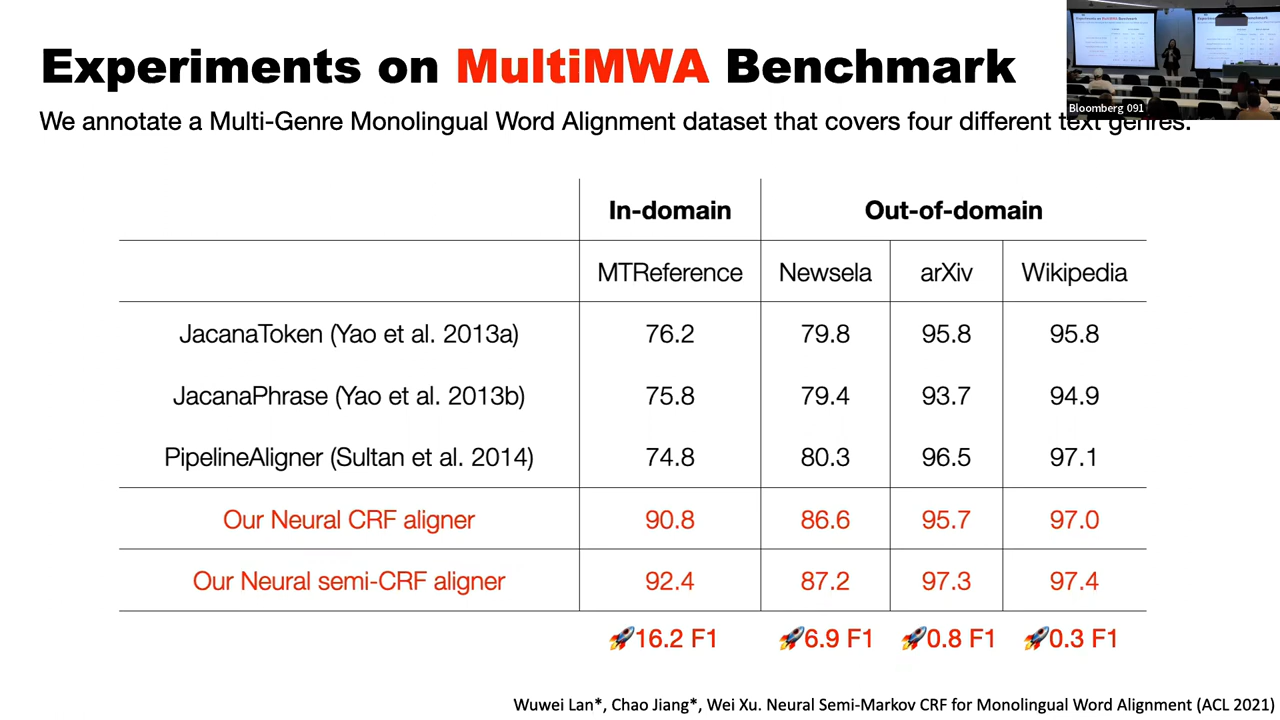 Experiments on MultiMWA Benchmark
Bloomberg 091
We annotate a Multi-Genre Monolingual Word Alignment dataset that covers four different text genres.
In-domain Out-of-domain
MTReference Newsela arXiv Wikipedia
JacanaToken (Yao et al. 2013a) 76.2 79.8 95.8 95.8
JacanaPhrase (Yao et al. 2013b) 75.8 79.4 93.7 94.9
PipelineAligner (Sultan et al. 2014) 74.8 80.3 96.5 97.1
Our Neural CRF aligner 90.8 86.6 95.7 97.0
Our Neural semi-CRF aligner 92.4 87.2 97.3 97.4
🚀16.2 F1 🚀6.9 F1 🚀0.8 F1 🚀0.3 F1
Wuwei Lan*, Chao Jiang*, Wei Xu. Neural Semi-Markov CRF for Monolingual Word Alignment (ACL 2021)